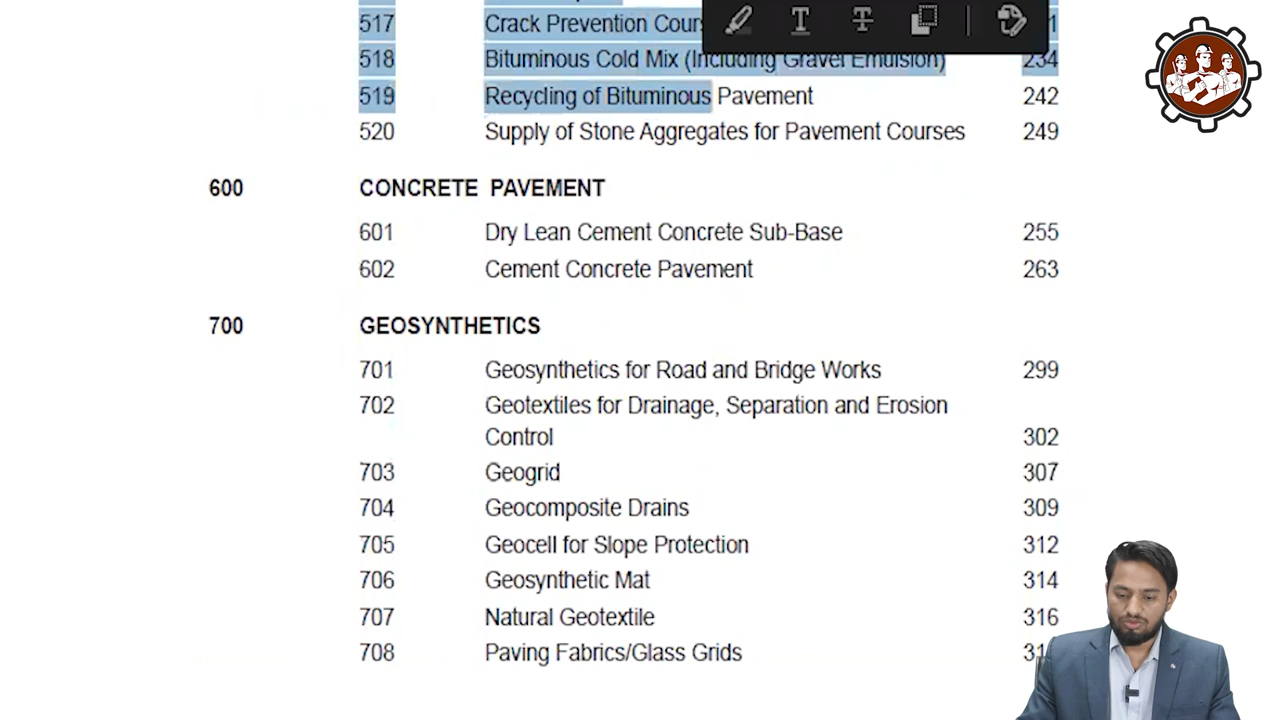 517 Crack Prevention Cour
518 Bituminous Cold Mix (Including Gravel Emulsion) 234
519 Recycling of Bituminous Pavement 242
520 Supply of Stone Aggregates for Pavement Courses 249
600 CONCRETE PAVEMENT
601 Dry Lean Cement Concrete Sub-Base 255
602 Cement Concrete Pavement 263
700 GEOSYNTHETICS
701 Geosynthetics for Road and Bridge Works 299
702 Geotextiles for Drainage, Separation and Erosion
Control 302
703 Geogrid 307
704 Geocomposite Drains 309
705 Geocell for Slope Protection 312
706 Geosynthetic Mat 314
707 Natural Geotextile 316
708 Paving Fabrics/Glass Grids